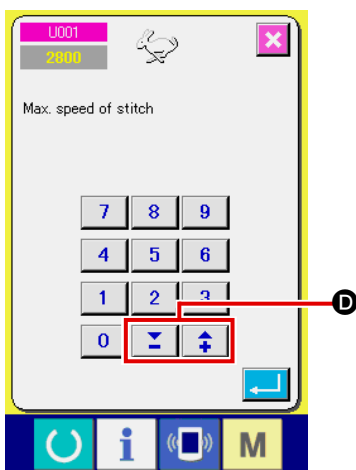 U001
2800
Max. speed of stitch
7 8 9
4 5 6
1 2 3
D
0 − +
i M